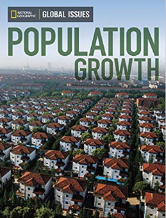 NATIONAL GEOGRAPHIC GLOBAL ISSUES
POPULATION
GROWTH